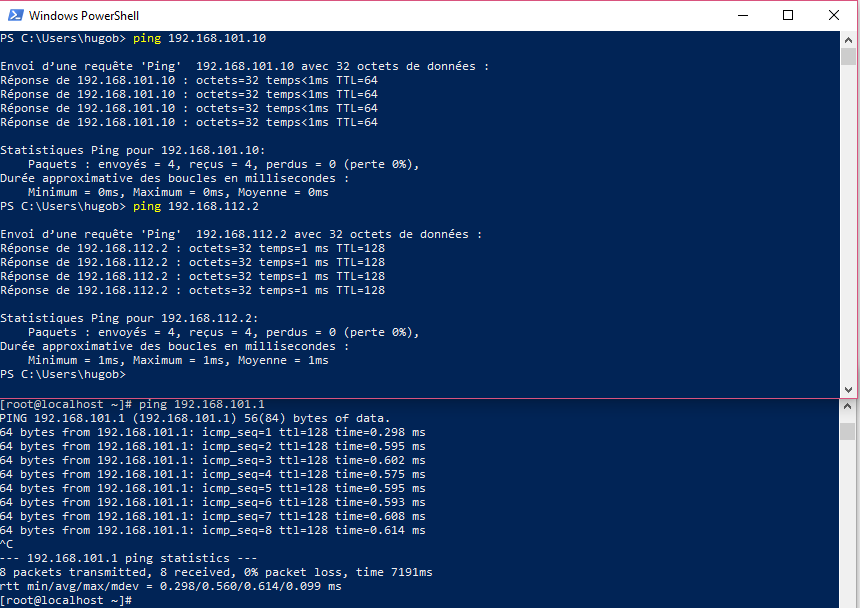 Windows PowerShell
PS C:\Users\hugob> ping 192.168.101.10
Envoi d’une requête 'Ping'  192.168.101.10 avec 32 octets de données :
Réponse de 192.168.101.10 : octets=32 temps<1ms TTL=64
Réponse de 192.168.101.10 : octets=32 temps<1ms TTL=64
Réponse de 192.168.101.10 : octets=32 temps<1ms TTL=64
Réponse de 192.168.101.10 : octets=32 temps<1ms TTL=64
Statistiques Ping pour 192.168.101.10:
    Paquets : envoyés = 4, reçus = 4, perdus = 0 (perte 0%),
Durée approximative des boucles en millisecondes :
    Minimum = 0ms, Maximum = 0ms, Moyenne = 0ms
PS C:\Users\hugob> ping 192.168.112.2
Envoi d’une requête 'Ping'  192.168.112.2 avec 32 octets de données :
Réponse de 192.168.112.2 : octets=32 temps=1 ms TTL=128
Réponse de 192.168.112.2 : octets=32 temps=1 ms TTL=128
Réponse de 192.168.112.2 : octets=32 temps=1 ms TTL=128
Réponse de 192.168.112.2 : octets=32 temps=1 ms TTL=128
Statistiques Ping pour 192.168.112.2:
    Paquets : envoyés = 4, reçus = 4, perdus = 0 (perte 0%),
Durée approximative des boucles en millisecondes :
    Minimum = 1ms, Maximum = 1ms, Moyenne = 1ms
PS C:\Users\hugob>
[root@localhost ~]# ping 192.168.101.1
PING 192.168.101.1 (192.168.101.1) 56(84) bytes of data.
64 bytes from 192.168.101.1: icmp_seq=1 ttl=128 time=0.298 ms
64 bytes from 192.168.101.1: icmp_seq=2 ttl=128 time=0.595 ms
64 bytes from 192.168.101.1: icmp_seq=3 ttl=128 time=0.602 ms
64 bytes from 192.168.101.1: icmp_seq=4 ttl=128 time=0.575 ms
64 bytes from 192.168.101.1: icmp_seq=5 ttl=128 time=0.595 ms
64 bytes from 192.168.101.1: icmp_seq=6 ttl=128 time=0.593 ms
64 bytes from 192.168.101.1: icmp_seq=7 ttl=128 time=0.608 ms
64 bytes from 192.168.101.1: icmp_seq=8 ttl=128 time=0.614 ms
^C
--- 192.168.101.1 ping statistics ---
8 packets transmitted, 8 received, 0% packet loss, time 7191ms
rtt min/avg/max/mdev = 0.298/0.560/0.614/0.099 ms
[root@localhost ~]#